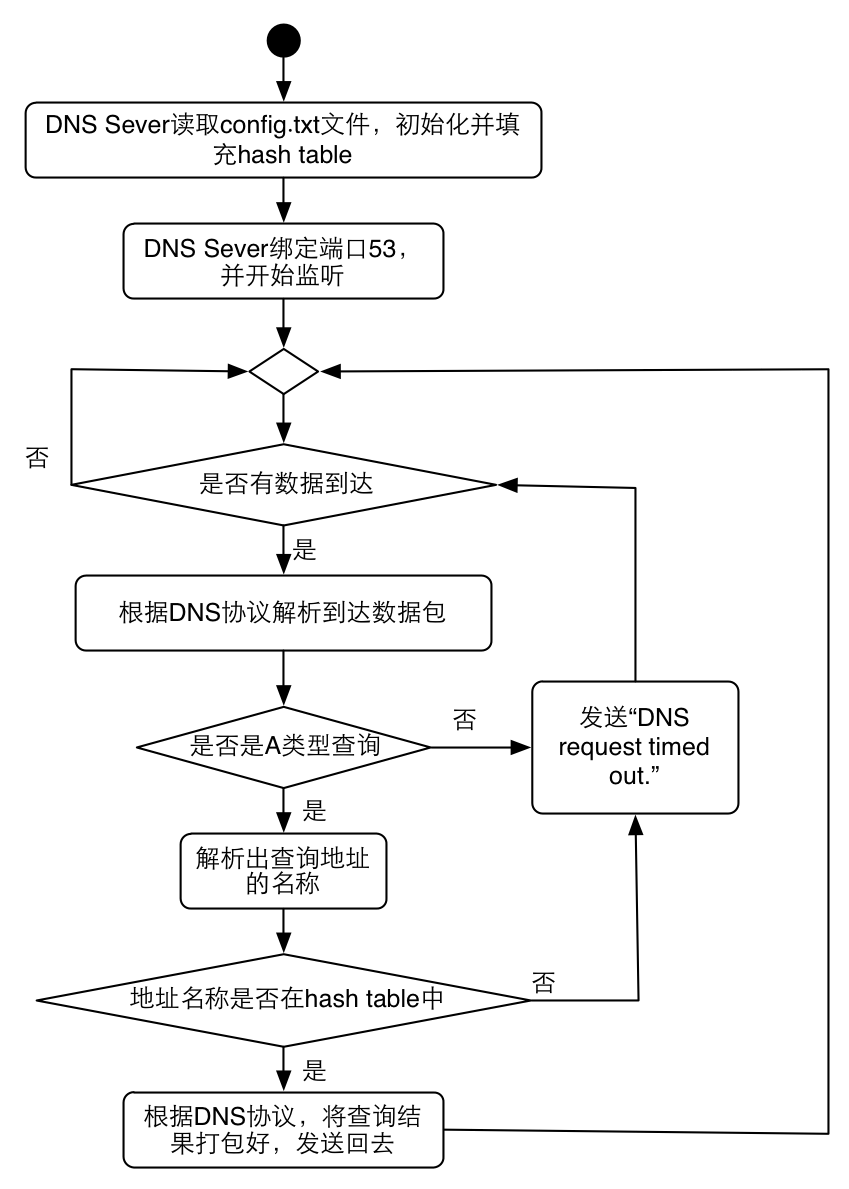 DNS Sever读取config.txt文件，初始化并填
充hash table
DNS Sever绑定端口53，
并开始监听
否
是否有数据到达
是
根据DNS协议解析到达数据包
是否是A类型查询
否
发送“DNS
request timed
out.”
是
解析出查询地址
的名称
地址名称是否在hash table中
否
是
根据DNS协议，将查询结
果打包好，发送回去